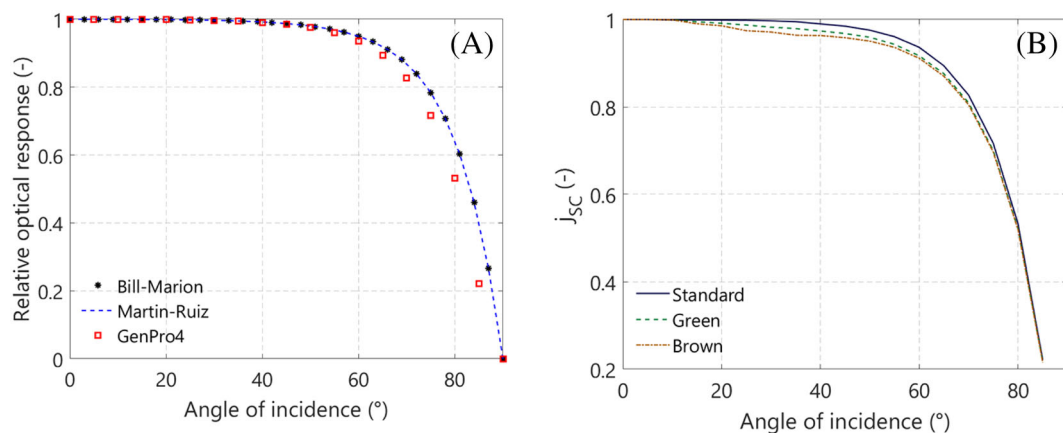 (A)
Relative optical response (-)
1
0.8
0.6
0.4
0.2
0
Bill-Marion
Martin-Ruiz
GenPro4
0 20 40 60 80
Angle of incidence (°)
(B)
j_SC (-)
1
0.8
0.6
0.4
0.2
Standard
Green
Brown
0 20 40 60 80
Angle of incidence (°)